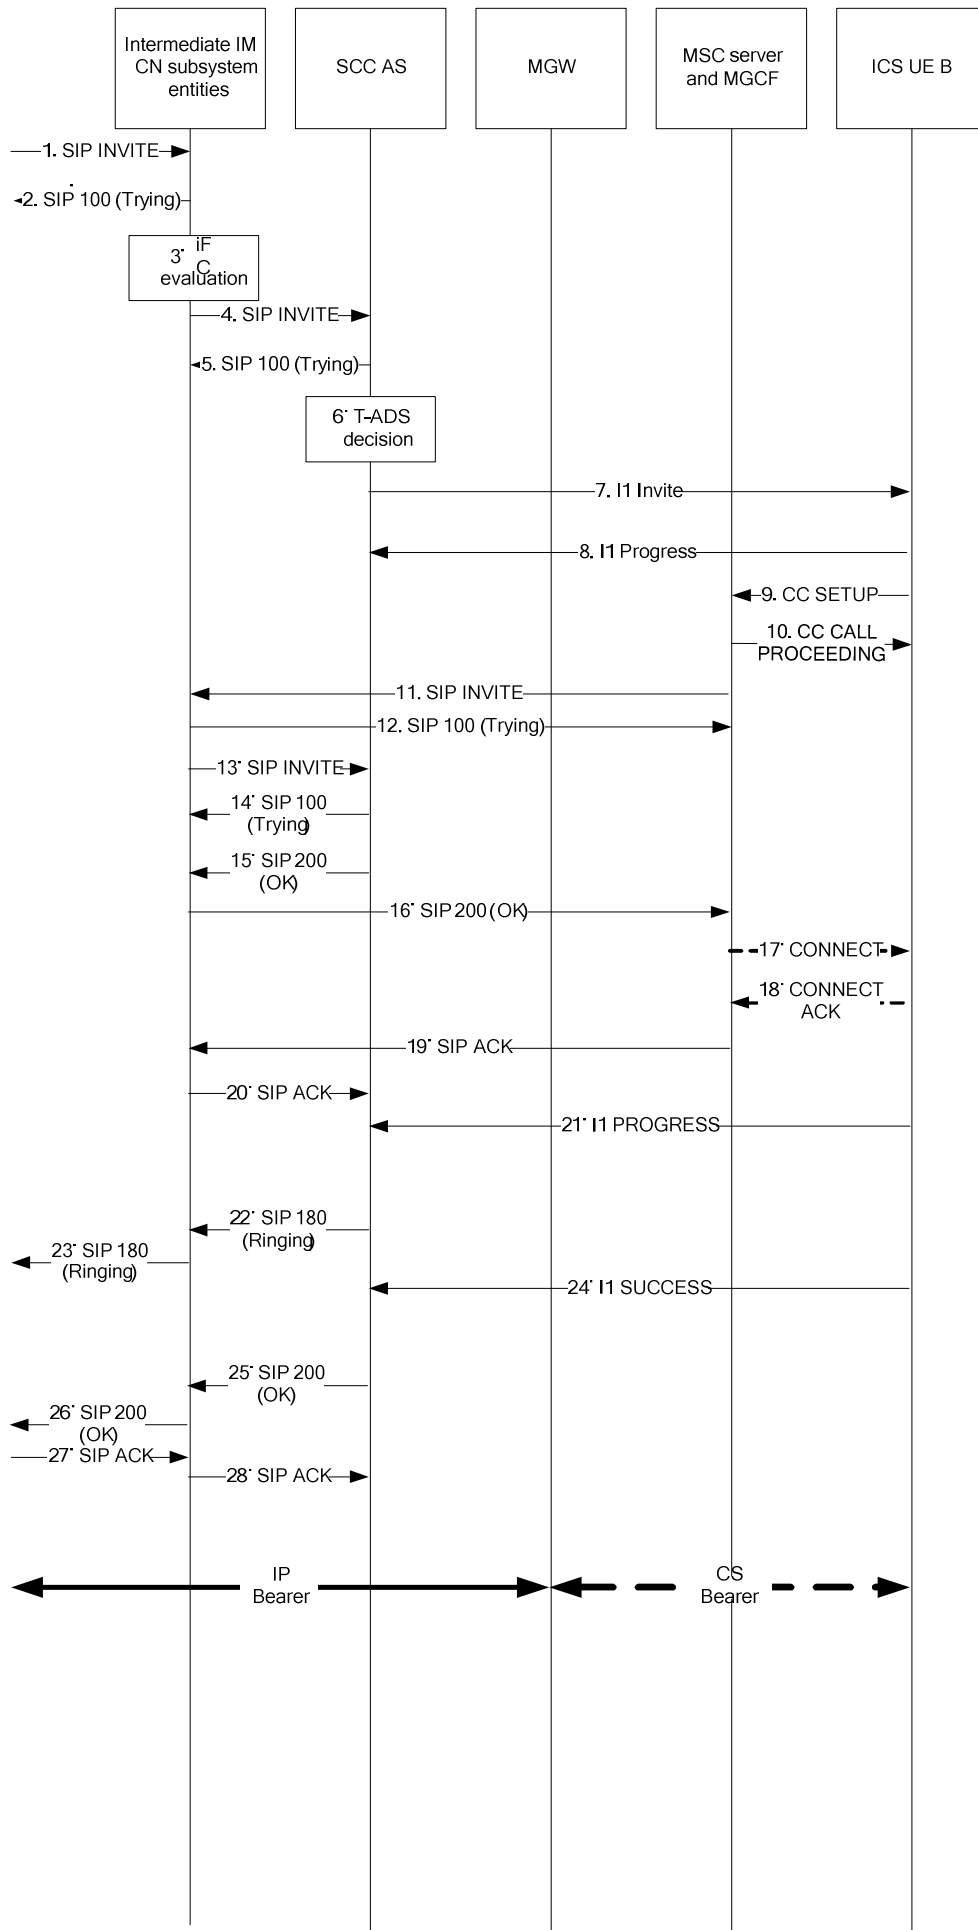 Intermediate IM
CN subsystem
entities
SCC AS
MGW
MSC server
and MGCF
ICS UE B
1. SIP INVITE
2. SIP 100 (Trying)
3. iF
C
evaluation
4. SIP INVITE
5. SIP 100 (Trying)
6. T-ADS
decision
7. I1 Invite
8. I1 Progress
9. CC SETUP
10. CC CALL
PROCEEDING
11. SIP INVITE
12. SIP 100 (Trying)
13. SIP INVITE
14. SIP 100
(Trying)
15. SIP 200
(OK)
16. SIP 200 (OK)
17. CONNECT
18. CONNECT
ACK
19. SIP ACK
20. SIP ACK
21. I1 PROGRESS
22. SIP 180
(Ringing)
23. SIP 180
(Ringing)
24. I1 SUCCESS
25. SIP 200
(OK)
26. SIP 200
(OK)
27. SIP ACK
28. SIP ACK
IP
Bearer
CS
Bearer